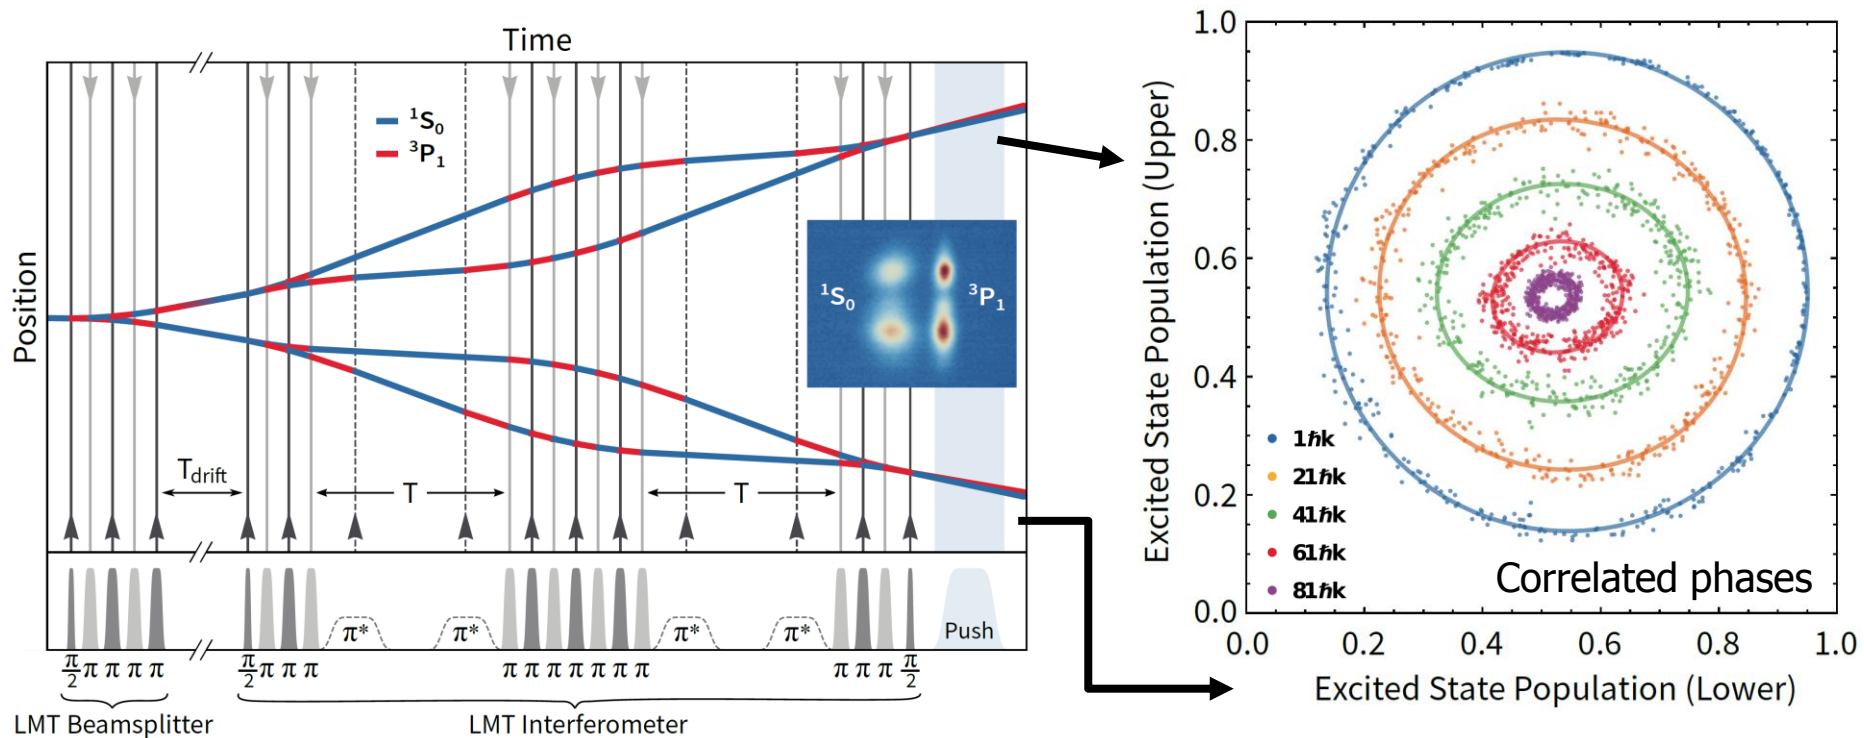 Time
Position
¹S₀
³P₁
¹S₀ ³P₁
T_drift
T
T
π* π* π* π* Push
π/2 π π π π π/2 π π π π π π π π π π π π π π/2
LMT Beamsplitter LMT Interferometer
Excited State Population (Upper)
1.0
0.8
0.6
0.4
0.2
0.0
1ħk
21ħk
41ħk
61ħk
81ħk
Correlated phases
0.0 0.2 0.4 0.6 0.8 1.0
Excited State Population (Lower)